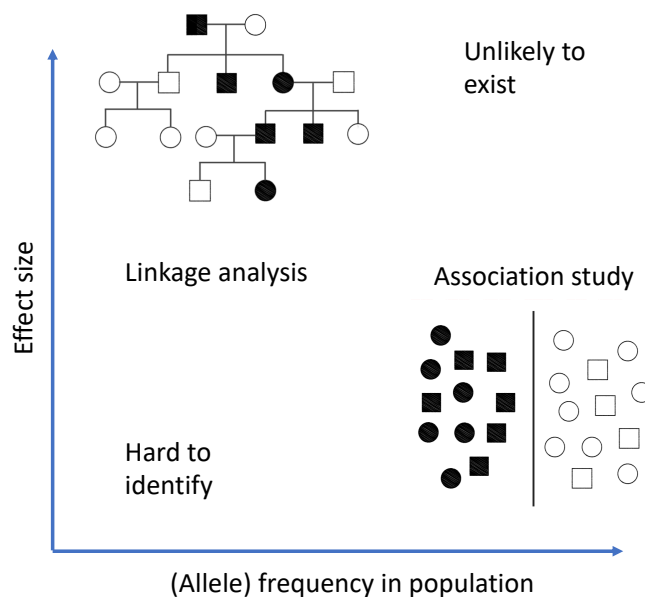 Unlikely to
exist
Linkage analysis
Association study
Effect size
Hard to
identify
(Allele) frequency in population